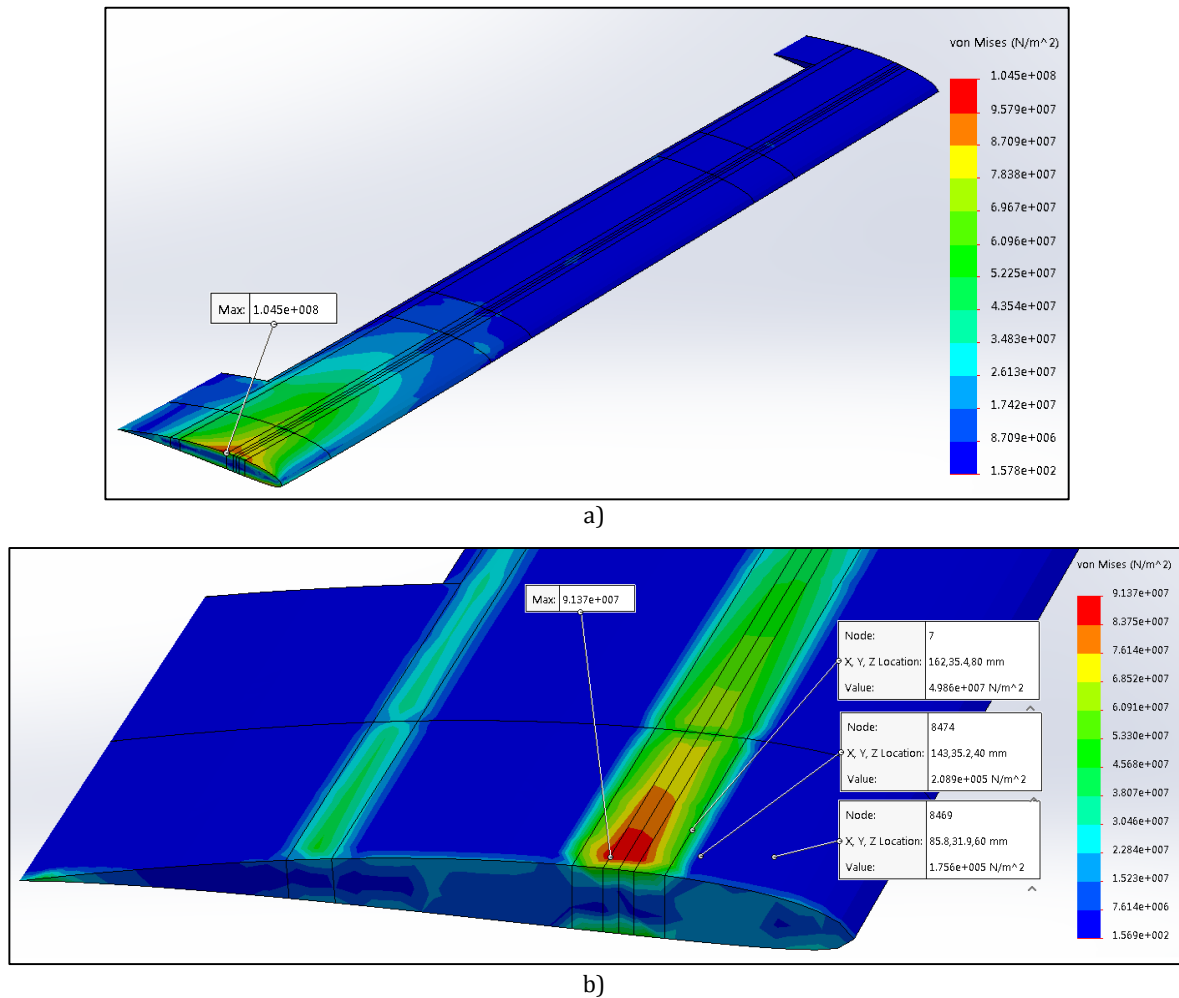 von Mises (N/m^2)
1.045e+008
9.579e+007
8.709e+007
7.838e+007
6.967e+007
6.096e+007
5.225e+007
4.354e+007
3.483e+007
2.613e+007
1.742e+007
8.709e+006
1.578e+002
Max: 1.045e+008
a)
von Mises (N/m^2)
9.137e+007
8.375e+007
7.614e+007
6.852e+007
6.091e+007
5.330e+007
4.568e+007
3.807e+007
3.046e+007
2.284e+007
1.523e+007
7.614e+006
1.569e+002
Max: 9.137e+007
Node: 7
X, Y, Z Location: 162,35.4,80 mm
Value: 4.986e+007 N/m^2
Node: 8474
X, Y, Z Location: 143,35.2,40 mm
Value: 2.089e+005 N/m^2
Node: 8469
X, Y, Z Location: 85.8,31.9,60 mm
Value: 1.756e+005 N/m^2
b)